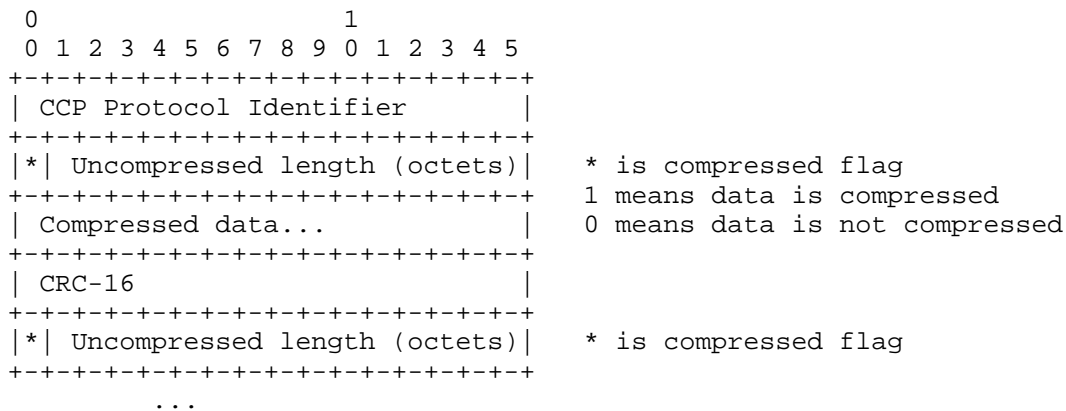 0                   1
 0 1 2 3 4 5 6 7 8 9 0 1 2 3 4 5
+-+-+-+-+-+-+-+-+-+-+-+-+-+-+-+-+
| CCP Protocol Identifier       |
+-+-+-+-+-+-+-+-+-+-+-+-+-+-+-+-+
|*| Uncompressed length (octets)|   * is compressed flag
+-+-+-+-+-+-+-+-+-+-+-+-+-+-+-+-+   1 means data is compressed
| Compressed data...            |   0 means data is not compressed
+-+-+-+-+-+-+-+-+-+-+-+-+-+-+-+-+
| CRC-16                        |
+-+-+-+-+-+-+-+-+-+-+-+-+-+-+-+-+
|*| Uncompressed length (octets)|   * is compressed flag
+-+-+-+-+-+-+-+-+-+-+-+-+-+-+-+-+
         ...